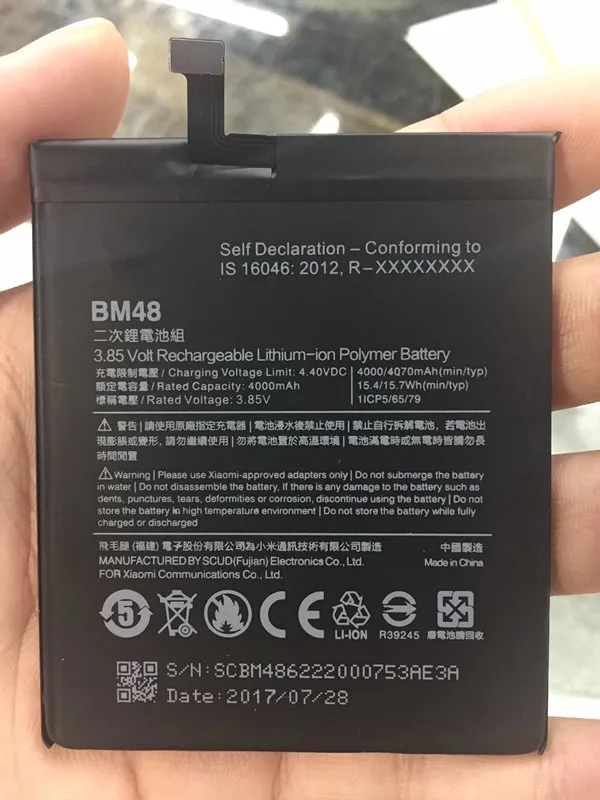 Self Declaration – Conforming to
IS 16046: 2012, R-XXXXXXXX
BM48
二次鋰電池組
3.85 Volt Rechargeable Lithium-ion Polymer Battery
充電限制電壓 / Charging Voltage Limit: 4.40VDC
額定電容量 / Rated Capacity: 4000mAh
標稱電壓 / Rated Voltage: 3.85V
4000/4070mAh(min/typ)
15.4/15.7Wh(min/typ)
1ICP5/65/79
⚠警告 | 請使用原廠指定充電器 | 電池浸水後禁止使用 | 禁止自行拆解電池，若電池出
現膨脹或變形，請勿繼續使用 | 勿將電池置於高溫環境 | 電池滿電時或無電時皆請勿長
時間閒置
⚠Warning | Please use Xiaomi-approved adapters only | Do not submerge the battery
in water | Do not disassemble the battery, If there is any damage to the battery such as
dents, punctures, tears, deformities or corrosion, discontinue using the battery | Do not
store the battery in high temperature environment | Do not store the battery while fully
charged or discharged
飛毛腿 (福建) 電子股份有限公司為小米通訊技術有限公司製造
MANUFACTURED BY SCUD(Fujian) Electronics Co., Ltd.
FOR Xiaomi Communications Co., Ltd.
中國製造
Made in China
5
LI-ION
R39245
廢電池請回收
S/N: SCBM486222000753AE3A
Date: 2017/07/28